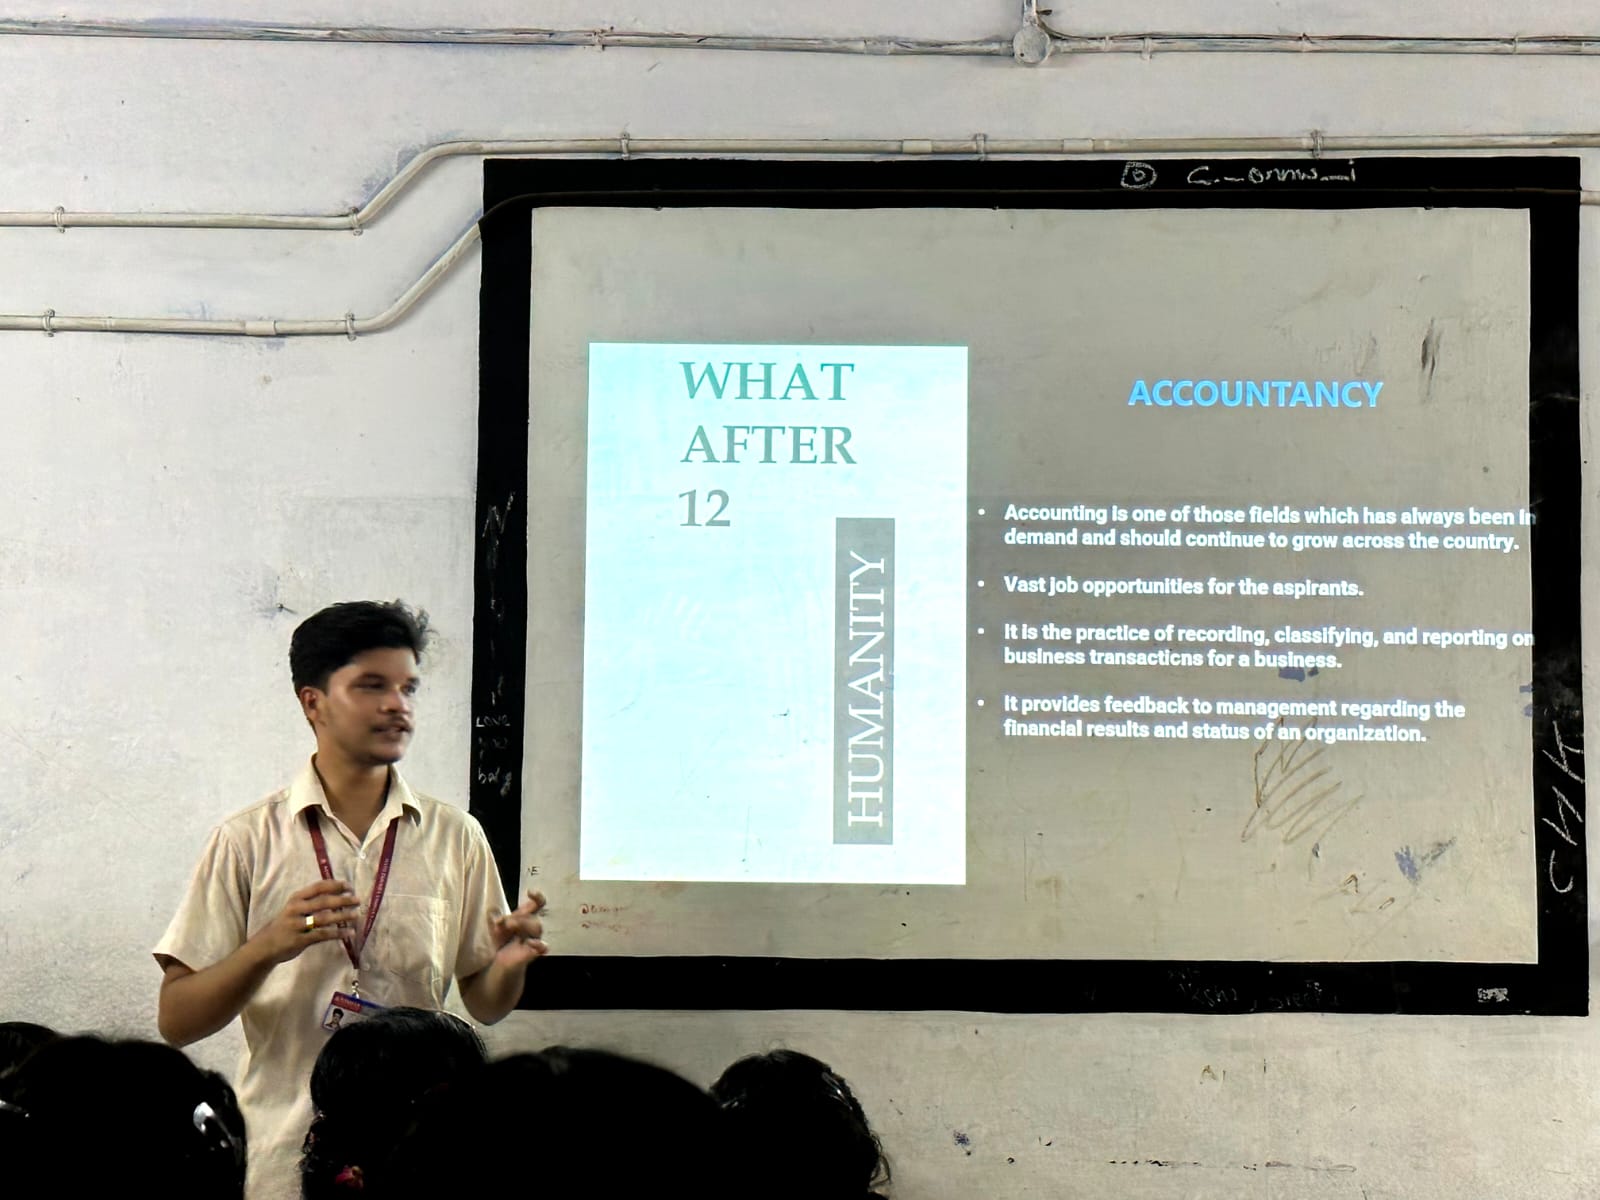 WHAT
AFTER
12
HUMANITY
ACCOUNTANCY
• Accounting is one of those fields which has always been in
demand and should continue to grow across the country.
• Vast job opportunities for the aspirants.
• It is the practice of recording, classifying, and reporting on
business transactions for a business.
• It provides feedback to management regarding the
financial results and status of an organization.
LOVE